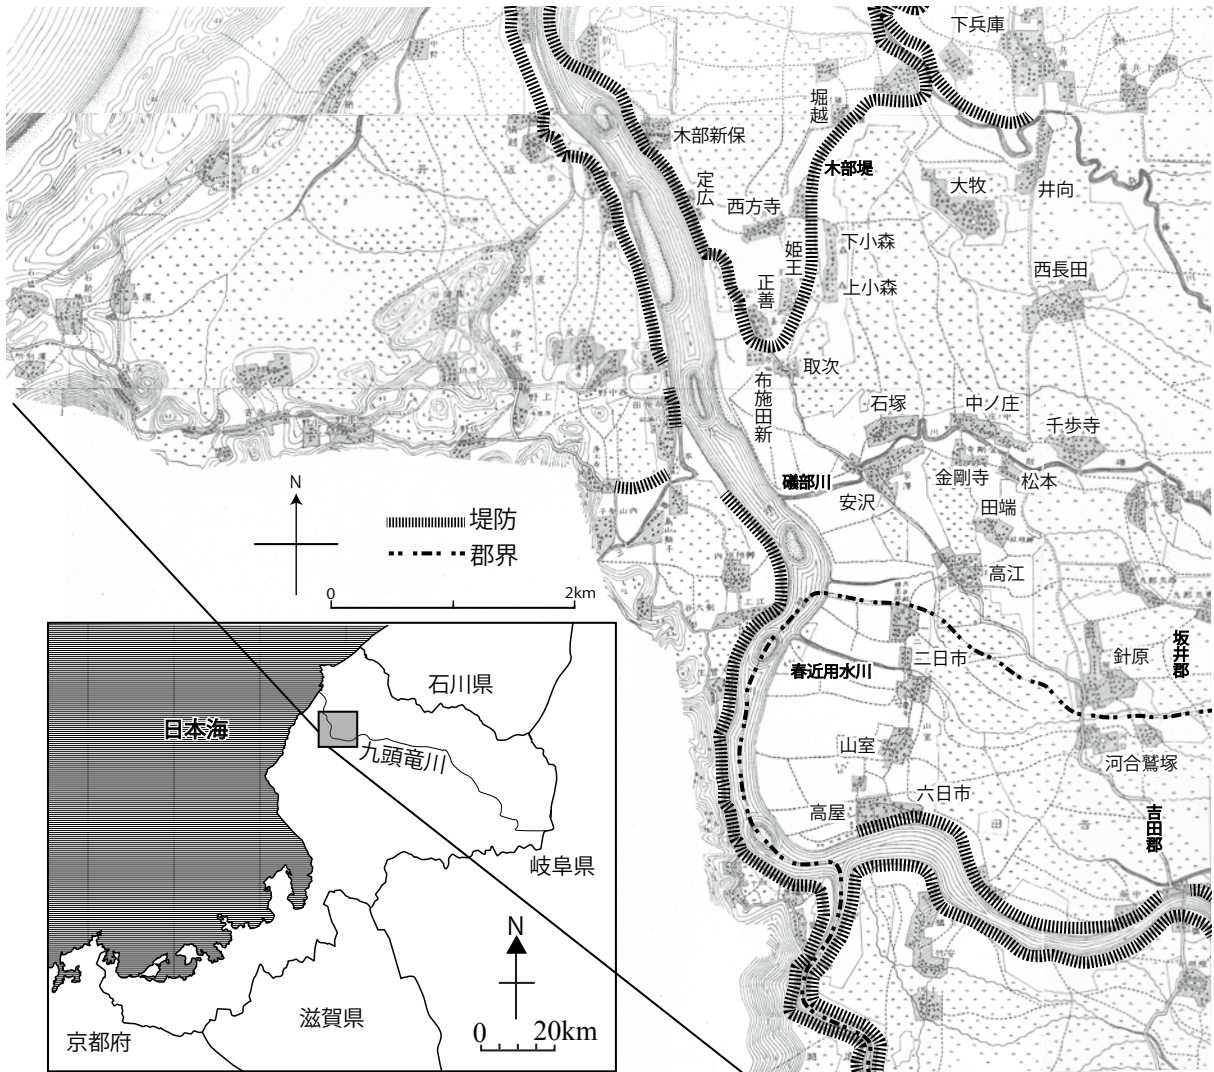 下兵庫
堀越
木部新保
木部堤
定広
西方寺
大牧
井向
姫王
下小森
上小森
西長田
正善
取次
布施田新
石塚
中ノ庄
千歩寺
礒部川
安沢
金剛寺
松本
田端
高江
N
堤防
郡界
0
2km
二日市
針原
坂井郡
春近用水川
山室
河合鷲塚
高屋
六日市
吉田郡
石川県
日本海
九頭竜川
岐阜県
N
滋賀県
京都府
0
20km